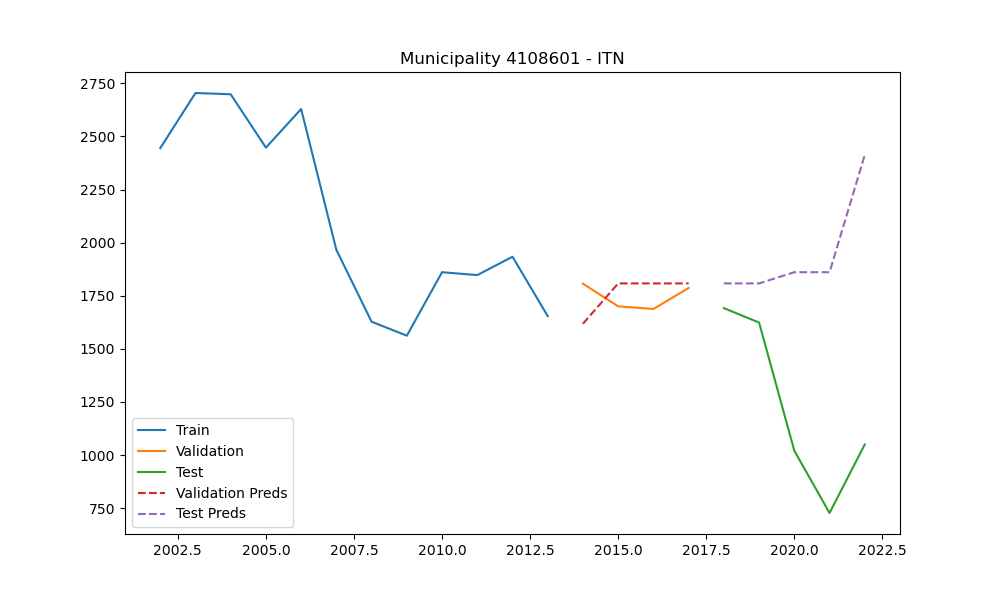 Municipality 4108601 - ITN
2750
2500
2250
2000
1750
1500
1250
1000
750
Train
Validation
Test
Validation Preds
Test Preds
2002.5 2005.0 2007.5 2010.0 2012.5 2015.0 2017.5 2020.0 2022.5